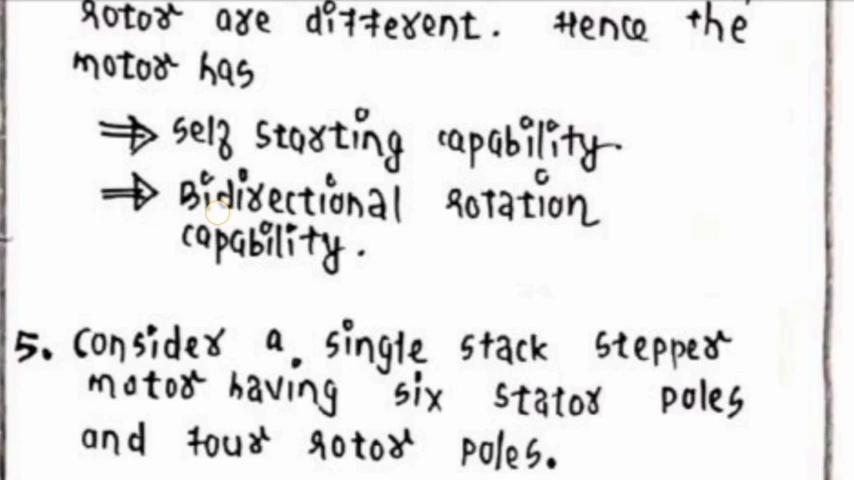 rotor are different. Hence the
motor has
⇒ self starting capability.
⇒ Bidirectional rotation
capability.
5. consider a single stack stepper
motor having six stator poles
and four rotor poles.